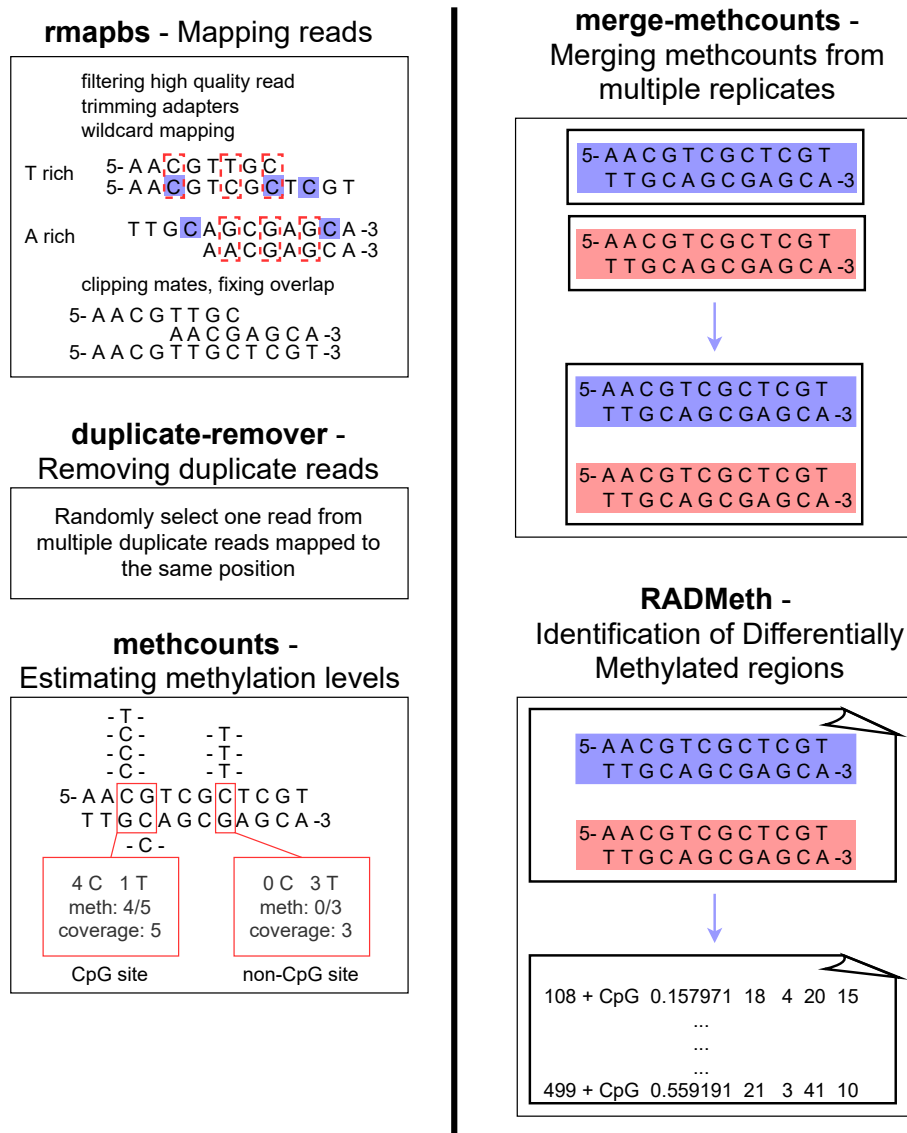 rmapbs - Mapping reads
filtering high quality read
trimming adapters
wildcard mapping
T rich
5- A A C G T T G C
5- A A C G T C G C T C G T
A rich
T T G C A G C G A G C A -3
A A C G A G C A -3
clipping mates, fixing overlap
5- A A C G T T G C
A A C G A G C A -3
5- A A C G T T G C T C G T -3
duplicate-remover -
Removing duplicate reads
Randomly select one read from
multiple duplicate reads mapped to
the same position
methcounts -
Estimating methylation levels
- T -
- C -
- C -
- C -
- T -
- T -
- T -
5- A A C G T C G C T C G T
T T G C A G C G A G C A -3
- C -
4 C 1 T
meth: 4/5
coverage: 5
CpG site
0 C 3 T
meth: 0/3
coverage: 3
non-CpG site
merge-methcounts -
Merging methcounts from
multiple replicates
5- A A C G T C G C T C G T
T T G C A G C G A G C A -3
5- A A C G T C G C T C G T
T T G C A G C G A G C A -3
5- A A C G T C G C T C G T
T T G C A G C G A G C A -3
5- A A C G T C G C T C G T
T T G C A G C G A G C A -3
RADMeth -
Identification of Differentially
Methylated regions
5- A A C G T C G C T C G T
T T G C A G C G A G C A -3
5- A A C G T C G C T C G T
T T G C A G C G A G C A -3
108 + CpG 0.157971 18 4 20 15
...
...
...
499 + CpG 0.559191 21 3 41 10